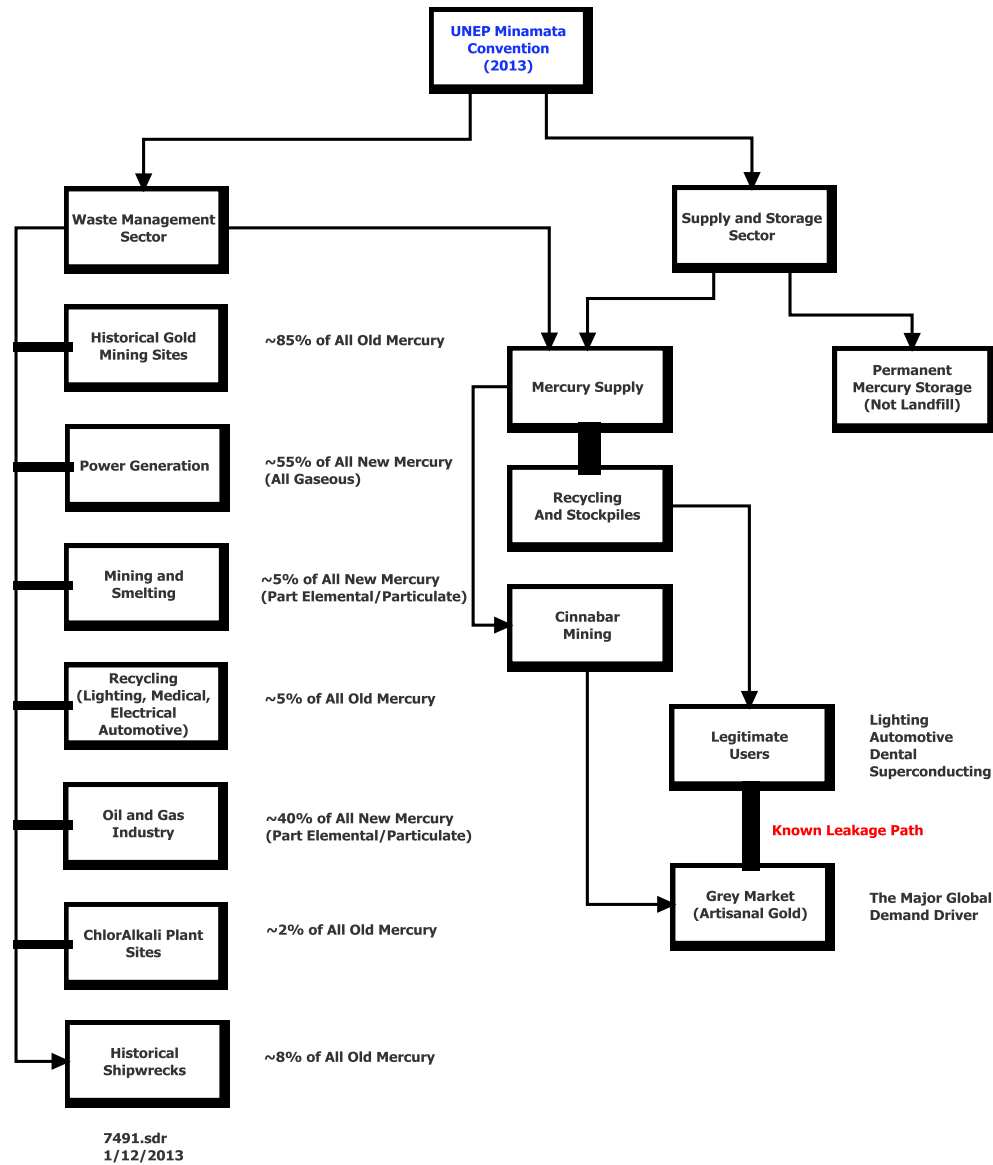 UNEP Minamata
Convention
(2013)
Waste Management
Sector
Supply and Storage
Sector
Historical Gold
Mining Sites
~85% of All Old Mercury
Mercury Supply
Permanent
Mercury Storage
(Not Landfill)
Power Generation
~55% of All New Mercury
(All Gaseous)
Recycling
And Stockpiles
Mining and
Smelting
~5% of All New Mercury
(Part Elemental/Particulate)
Cinnabar
Mining
Recycling
(Lighting, Medical,
Electrical
Automotive)
~5% of All Old Mercury
Legitimate
Users
Lighting
Automotive
Dental
Superconducting
Oil and Gas
Industry
~40% of All New Mercury
(Part Elemental/Particulate)
Known Leakage Path
Grey Market
(Artisanal Gold)
The Major Global
Demand Driver
ChlorAlkali Plant
Sites
~2% of All Old Mercury
Historical
Shipwrecks
~8% of All Old Mercury
7491.sdr
1/12/2013